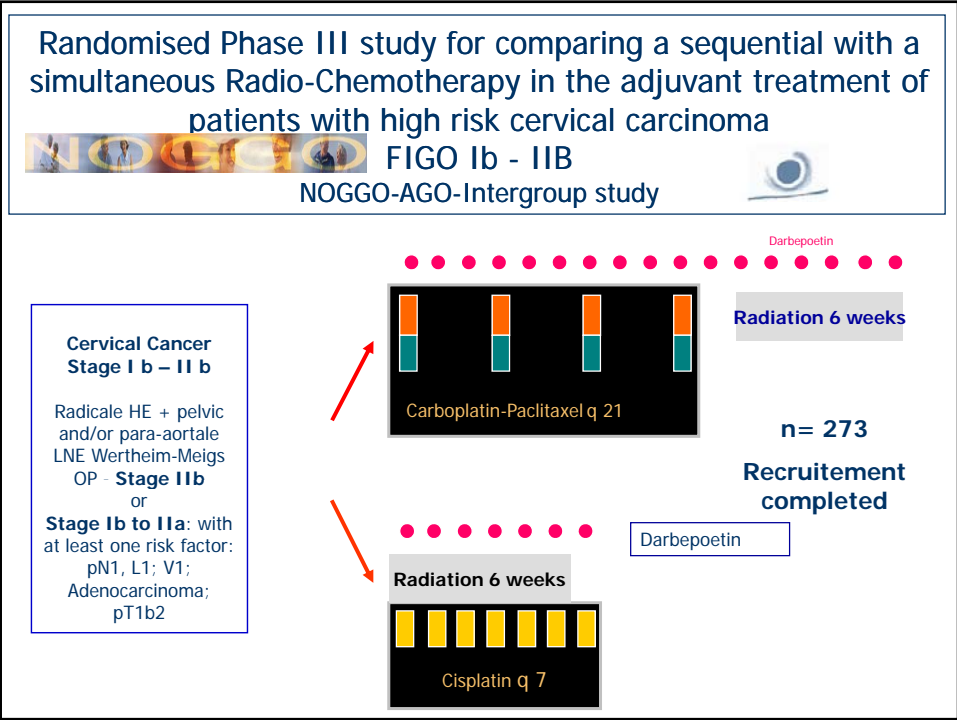 Randomised Phase III study for comparing a sequential with a
simultaneous Radio-Chemotherapy in the adjuvant treatment of
patients with high risk cervical carcinoma
NOGGO
FIGO Ib - IIB
NOGGO-AGO-Intergroup study
Darbepoetin
Radiation 6 weeks
Carboplatin-Paclitaxel q 21
Cervical Cancer
Stage I b – II b
Radicale HE + pelvic
and/or para-aortale
LNE Wertheim-Meigs
OP - Stage IIb
or
Stage Ib to IIa: with
at least one risk factor:
pN1, L1; V1;
Adenocarcinoma;
pT1b2
n= 273
Recruitement
completed
Darbepoetin
Radiation 6 weeks
Cisplatin q 7